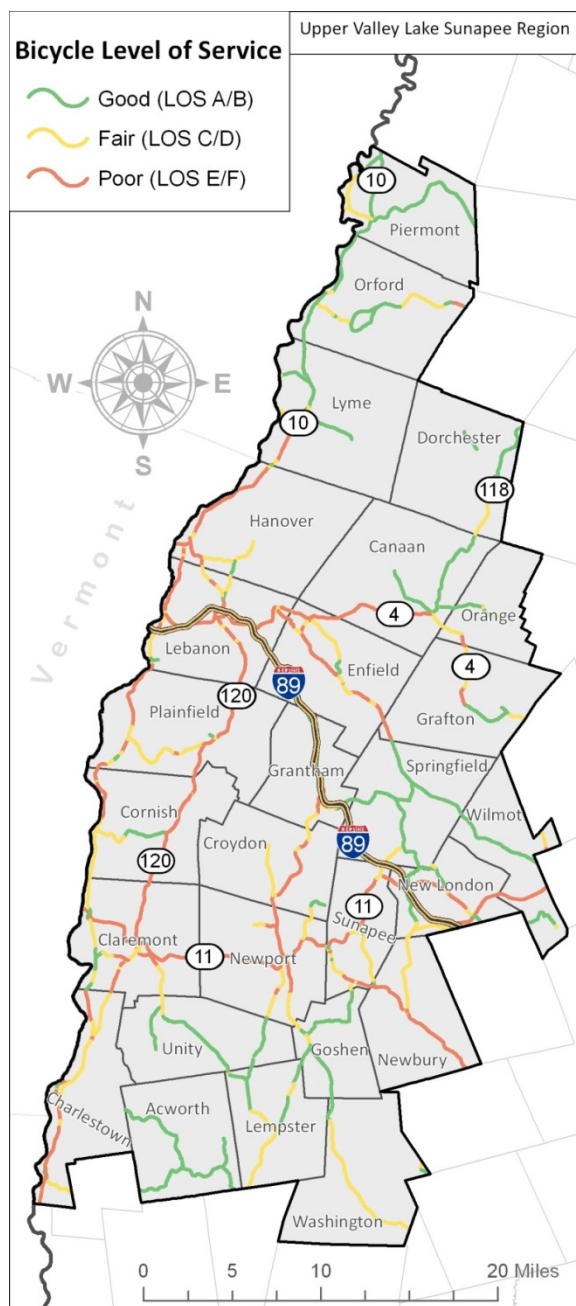 Upper Valley Lake Sunapee Region
Bicycle Level of Service
Good (LOS A/B)
Fair (LOS C/D)
Poor (LOS E/F)
10
Piermont
Orford
N
W E
S
Lyme
10
Dorchester
118
Vermont
Hanover
Canaan
4
Orange
Lebanon
Enfield
4
89
120
Plainfield
Grafton
Grantham
Springfield
Cornish
Wilmot
Croydon
89
120
New London
11
Sunapee
Claremont
11
Newport
Unity
Goshen
Newbury
Charlestown
Acworth
Lempster
Washington
0 5 10 20 Miles